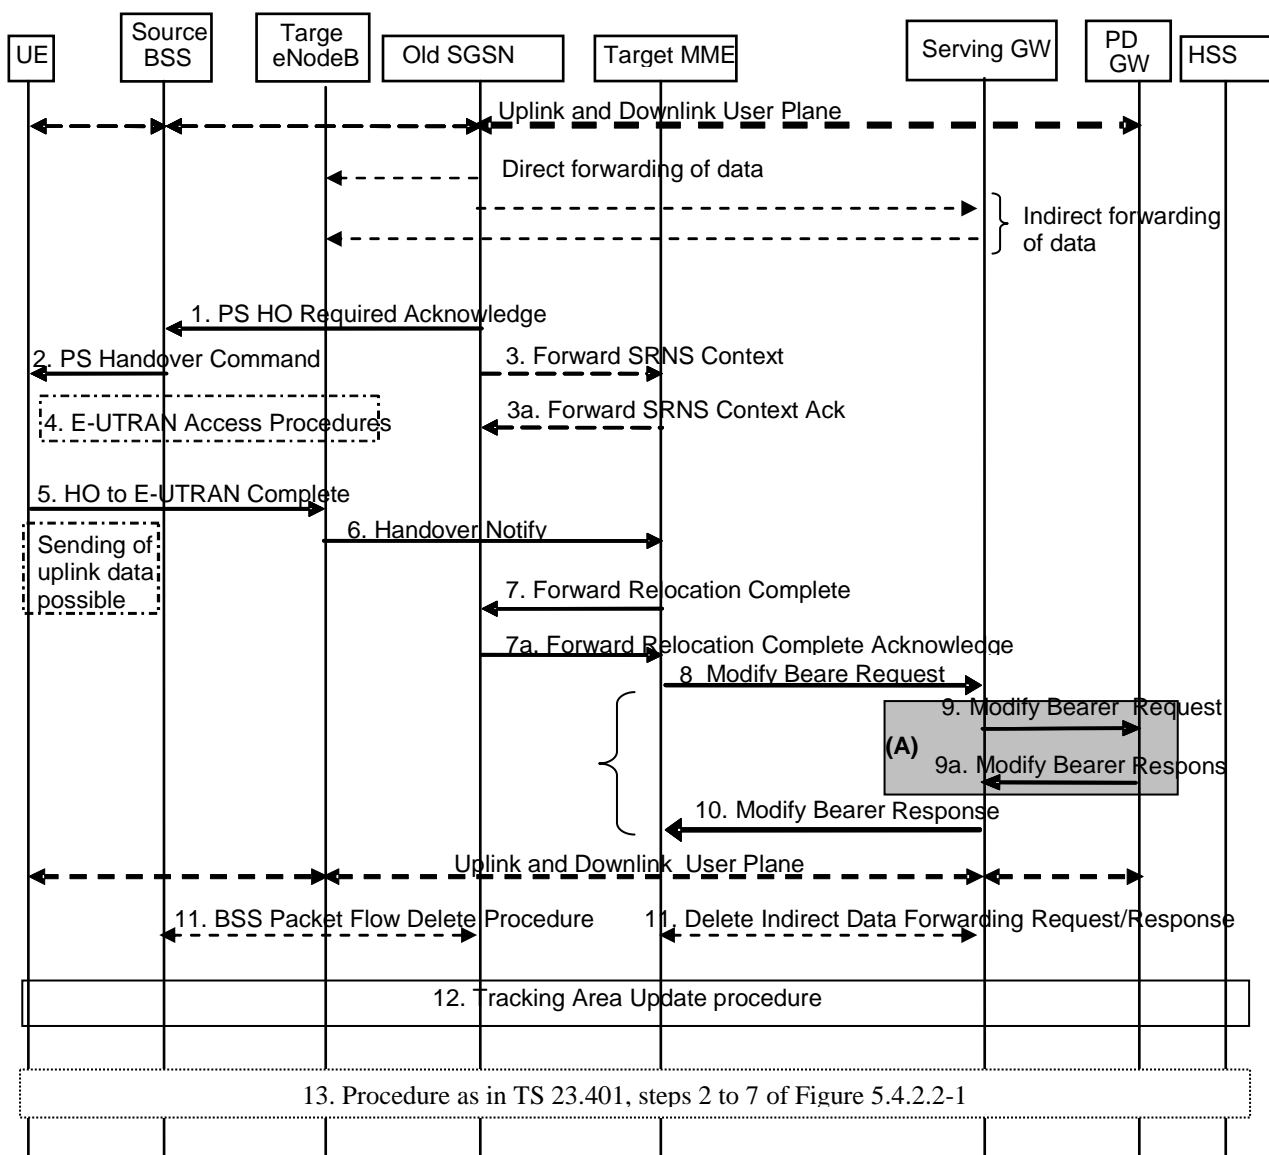 UE
Source
BSS
Targe
eNodeB
Old SGSN
Target MME
Serving GW
PD
GW
HSS
Uplink and Downlink User Plane
Direct forwarding of data
Indirect forwarding
of data
1. PS HO Required Acknowledge
2. PS Handover Command
3. Forward SRNS Context
4. E-UTRAN Access Procedures
3a. Forward SRNS Context Ack
5. HO to E-UTRAN Complete
6. Handover Notify
Sending of
uplink data
possible
7. Forward Relocation Complete
7a. Forward Relocation Complete Acknowledge
8 Modify Beare Request
9. Modify Bearer Request
(A)
9a. Modify Bearer Respons
10. Modify Bearer Response
Uplink and Downlink User Plane
11. BSS Packet Flow Delete Procedure
11. Delete Indirect Data Forwarding Request/Response
12. Tracking Area Update procedure
13. Procedure as in TS 23.401, steps 2 to 7 of Figure 5.4.2.2-1